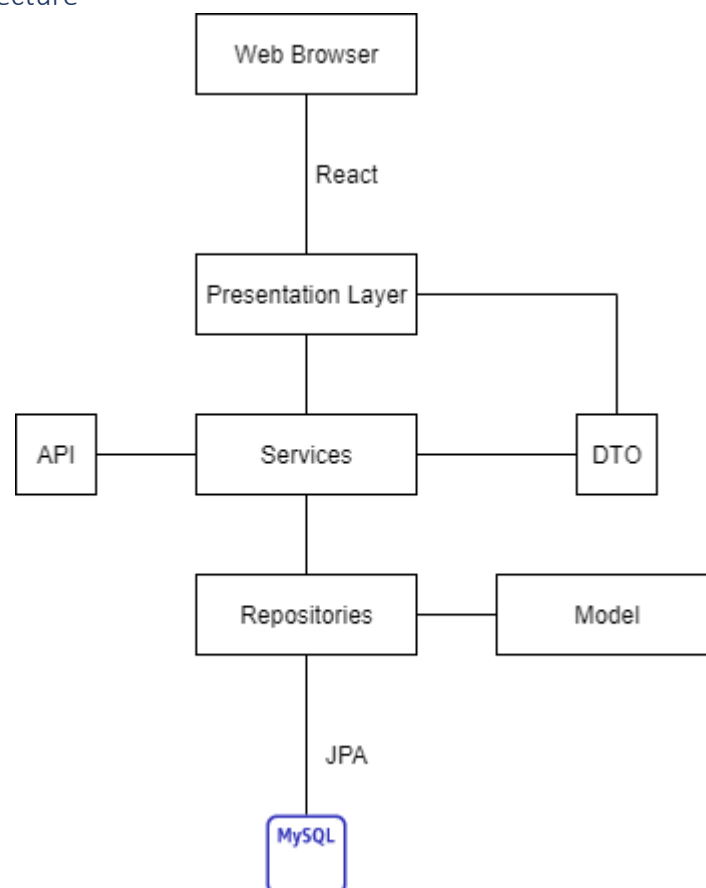 ecture
Web Browser
React
Presentation Layer
API
Services
DTO
Repositories
Model
JPA
MySQL